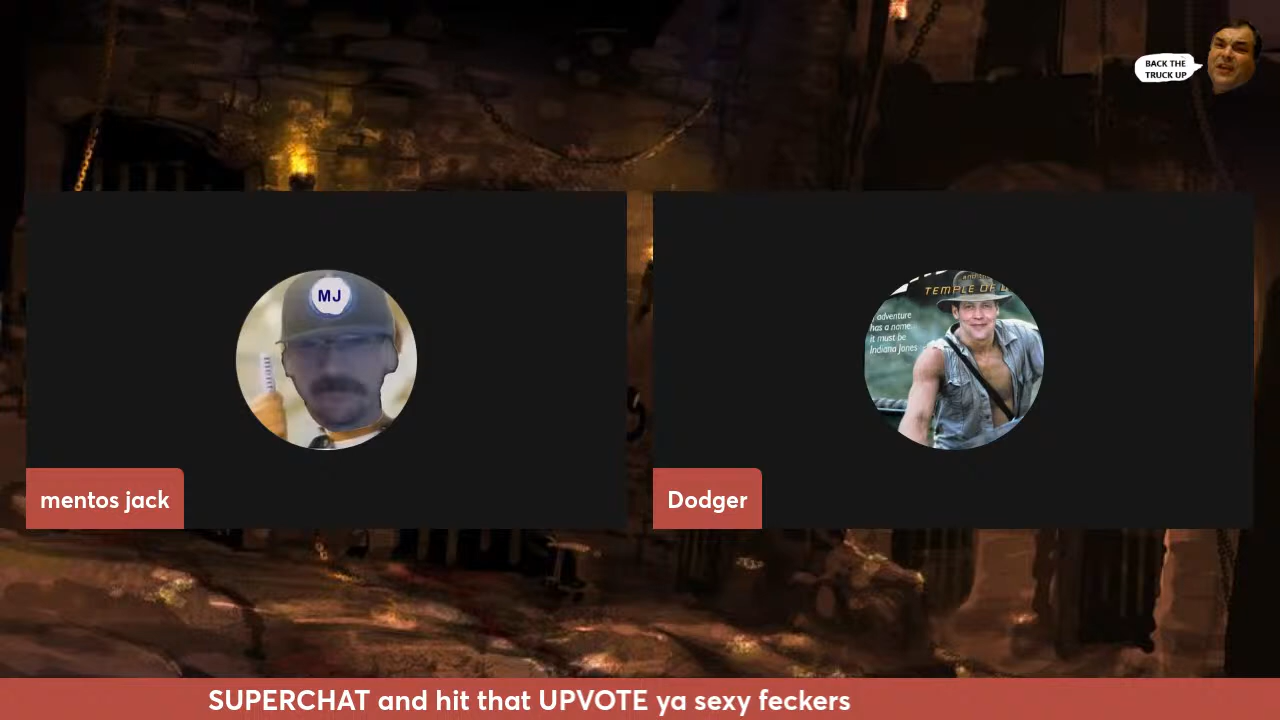 BACK THE
TRUCK UP
MJ
TEMPLE OF
adventure
has a name
it must be
Indiana Jones
mentos jack
Dodger
SUPERCHAT and hit that UPVOTE ya sexy feckers